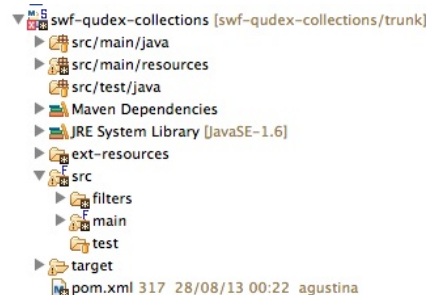 swf-qudex-collections [swf-qudex-collections/trunk]
src/main/java
src/main/resources
src/test/java
Maven Dependencies
JRE System Library [JavaSE-1.6]
ext-resources
src
filters
main
test
target
pom.xml 317 28/08/13 00:22 agustina